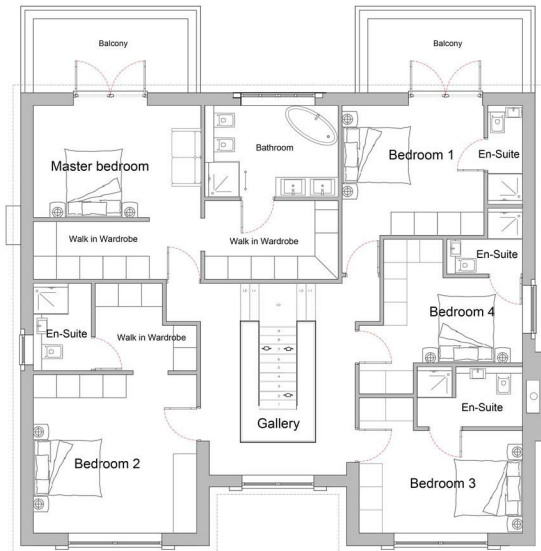 Balcony
Balcony
Bathroom
Bedroom 1
En-Suite
Master bedroom
Walk in Wardrobe
Walk in Wardrobe
En-Suite
En-Suite
Walk in Wardrobe
Bedroom 4
Gallery
En-Suite
Bedroom 2
Bedroom 3